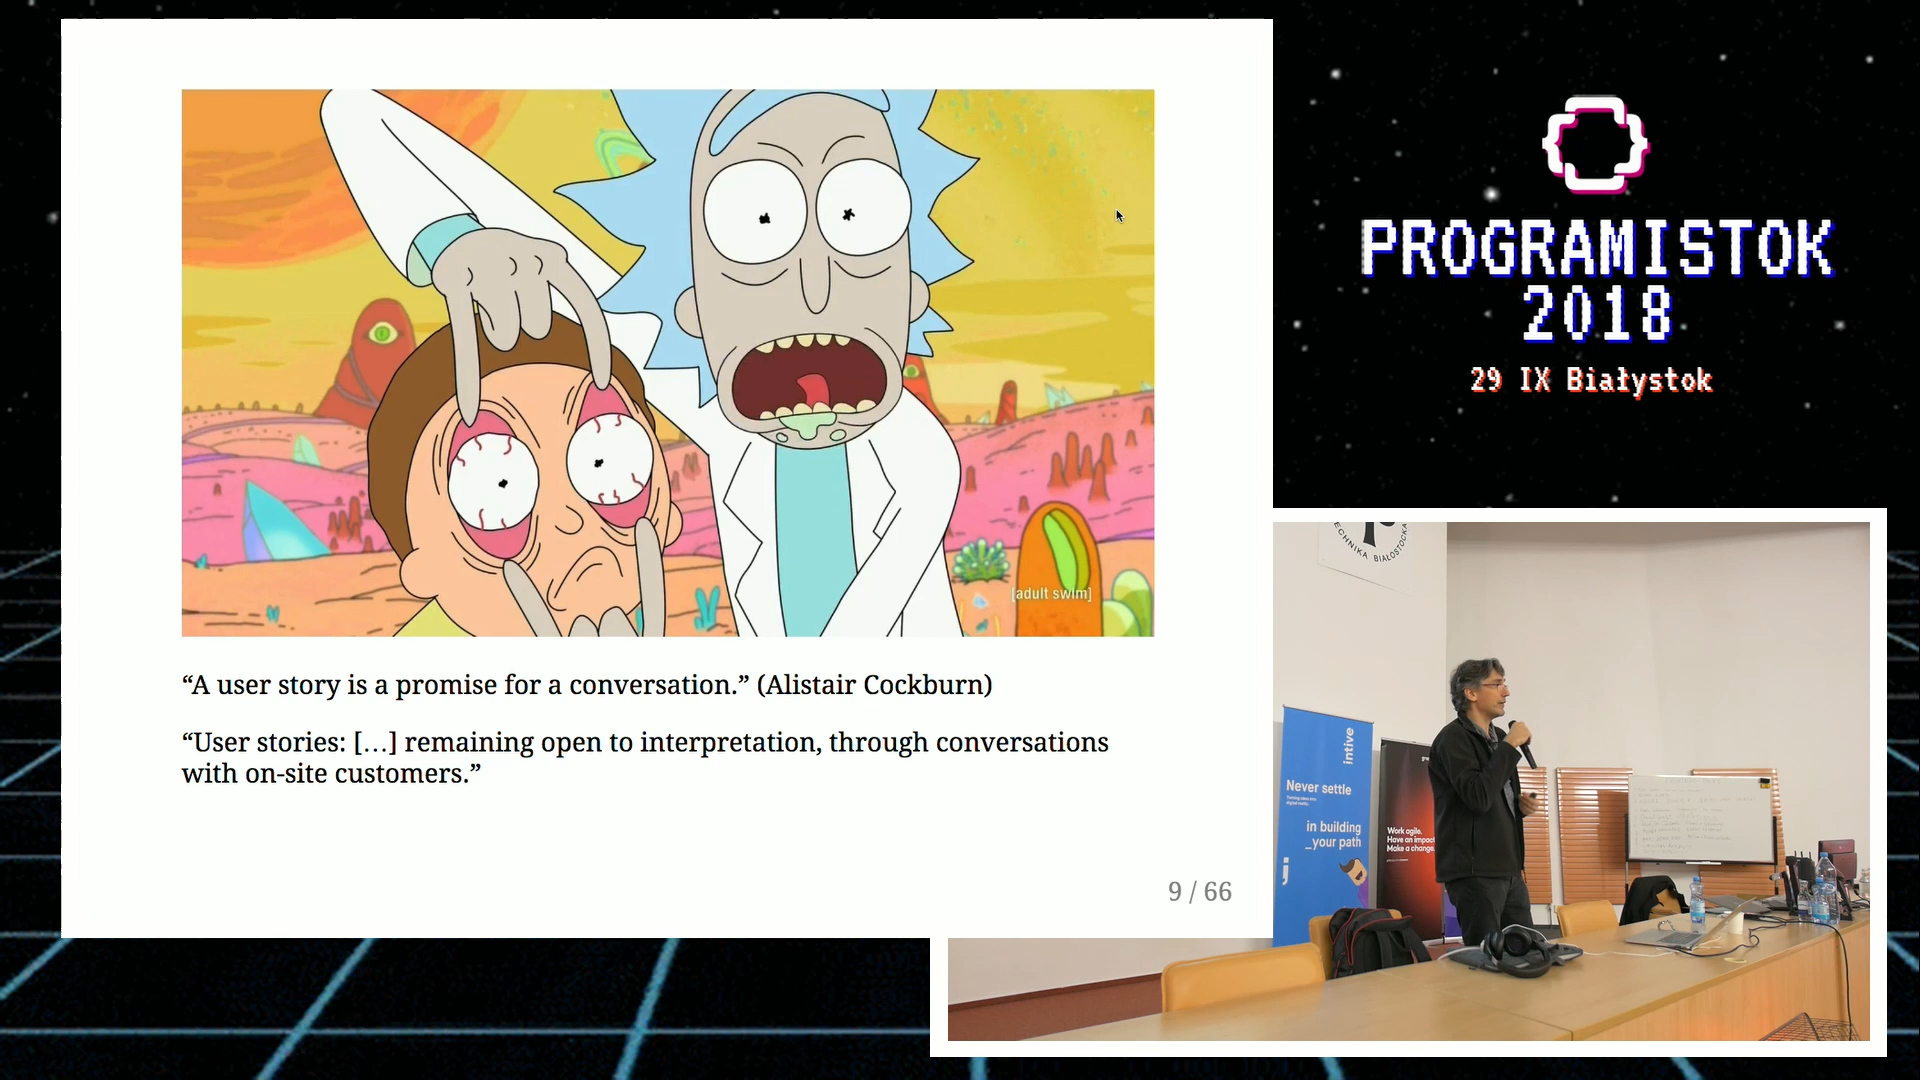 [adult swim]
“A user story is a promise for a conversation.” (Alistair Cockburn)
“User stories: […] remaining open to interpretation, through conversations
with on-site customers.”
9 / 66
PROGRAMISTOK
2018
29 IX Białystok
ECHNIKA BIAŁOSTOCKA
intive
Never settle
in building
_your path
Work agile.
Have an impact
Make a change.